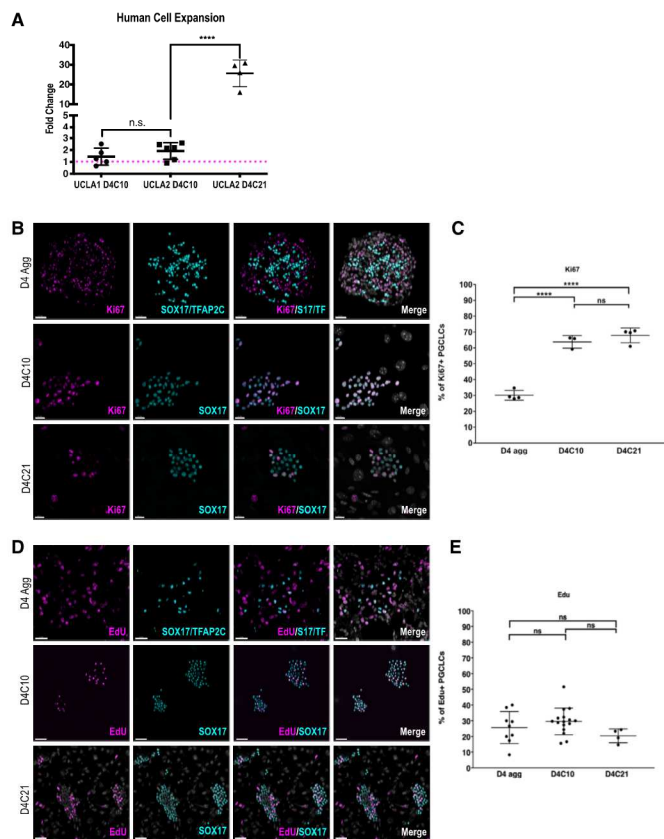 A
Human Cell Expansion
Fold Change
40
30
20
10
5
4
3
2
1
0
n.s.
****
UCLA1 D4C10
UCLA2 D4C10
UCLA2 D4C21
B
D4 Agg
Ki67
SOX17/TFAP2C
Ki67/S17/TF
Merge
D4C10
Ki67
SOX17
Ki67/SOX17
Merge
D4C21
Ki67
SOX17
Ki67/SOX17
Merge
C
Ki67
% of Ki67+ PGCLCs
100
90
80
70
60
50
40
30
20
10
0
****
****
ns
D4 agg
D4C10
D4C21
D
D4 Agg
EdU
SOX17/TFAP2C
EdU/S17/TF
Merge
D4C10
EdU
SOX17
EdU/SOX17
Merge
D4C21
EdU
SOX17
EdU/SOX17
Merge
E
Edu
% of Edu+ PGCLCs
100
90
80
70
60
50
40
30
20
10
0
ns
ns
ns
D4 agg
D4C10
D4C21